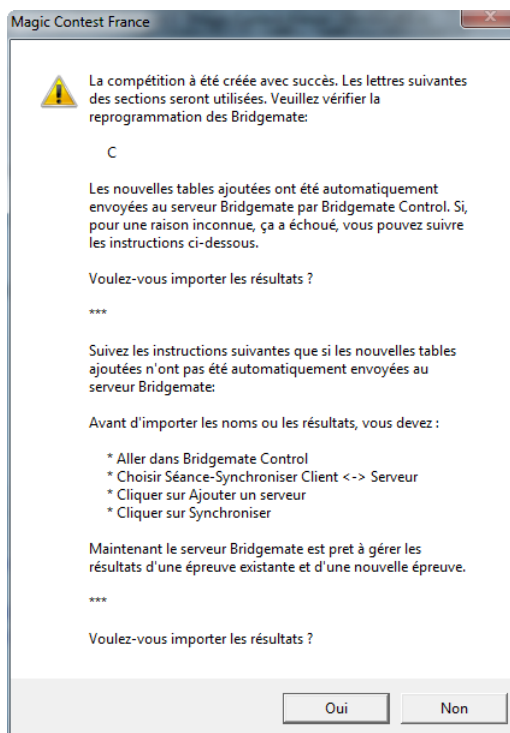 Magic Contest France
La compétition à été créée avec succès. Les lettres suivantes
des sections seront utilisées. Veuillez vérifier la
reprogrammation des Bridgemate:
C
Les nouvelles tables ajoutées ont été automatiquement
envoyées au serveur Bridgemate par Bridgemate Control. Si,
pour une raison inconnue, ça a échoué, vous pouvez suivre
les instructions ci-dessous.
Voulez-vous importer les résultats ?
***
Suivez les instructions suivantes que si les nouvelles tables
ajoutées n'ont pas été automatiquement envoyées au
serveur Bridgemate:
Avant d'importer les noms ou les résultats, vous devez :
* Aller dans Bridgemate Control
* Choisir Séance-Synchroniser Client <-> Serveur
* Cliquer sur Ajouter un serveur
* Cliquer sur Synchroniser
Maintenant le serveur Bridgemate est pret à gérer les
résultats d'une épreuve existante et d'une nouvelle épreuve.
***
Voulez-vous importer les résultats ?
Oui
Non